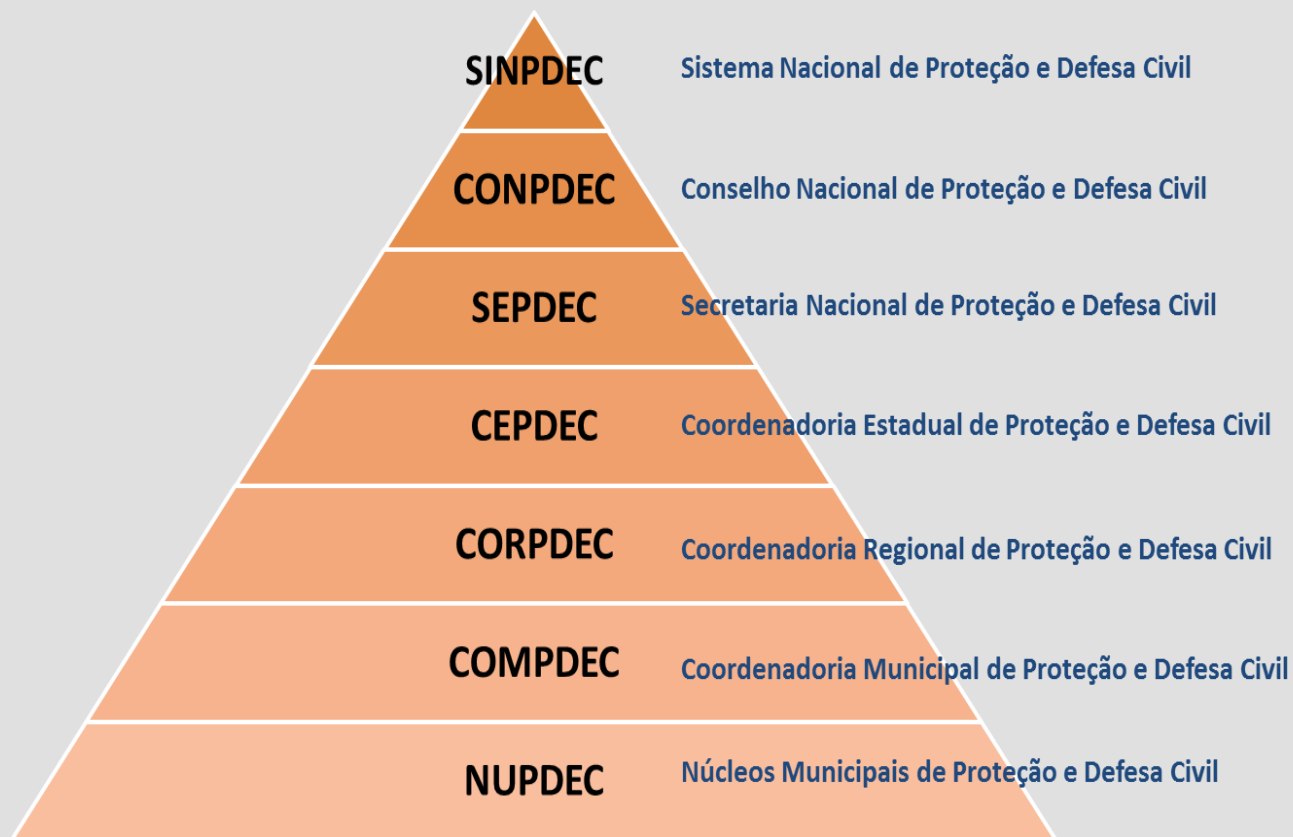 SINPDEC Sistema Nacional de Proteção e Defesa Civil
CONPDEC Conselho Nacional de Proteção e Defesa Civil
SEPDEC Secretaria Nacional de Proteção e Defesa Civil
CEPDEC Coordenadoria Estadual de Proteção e Defesa Civil
CORPDEC Coordenadoria Regional de Proteção e Defesa Civil
COMPDEC Coordenadoria Municipal de Proteção e Defesa Civil
NUPDEC Núcleos Municipais de Proteção e Defesa Civil